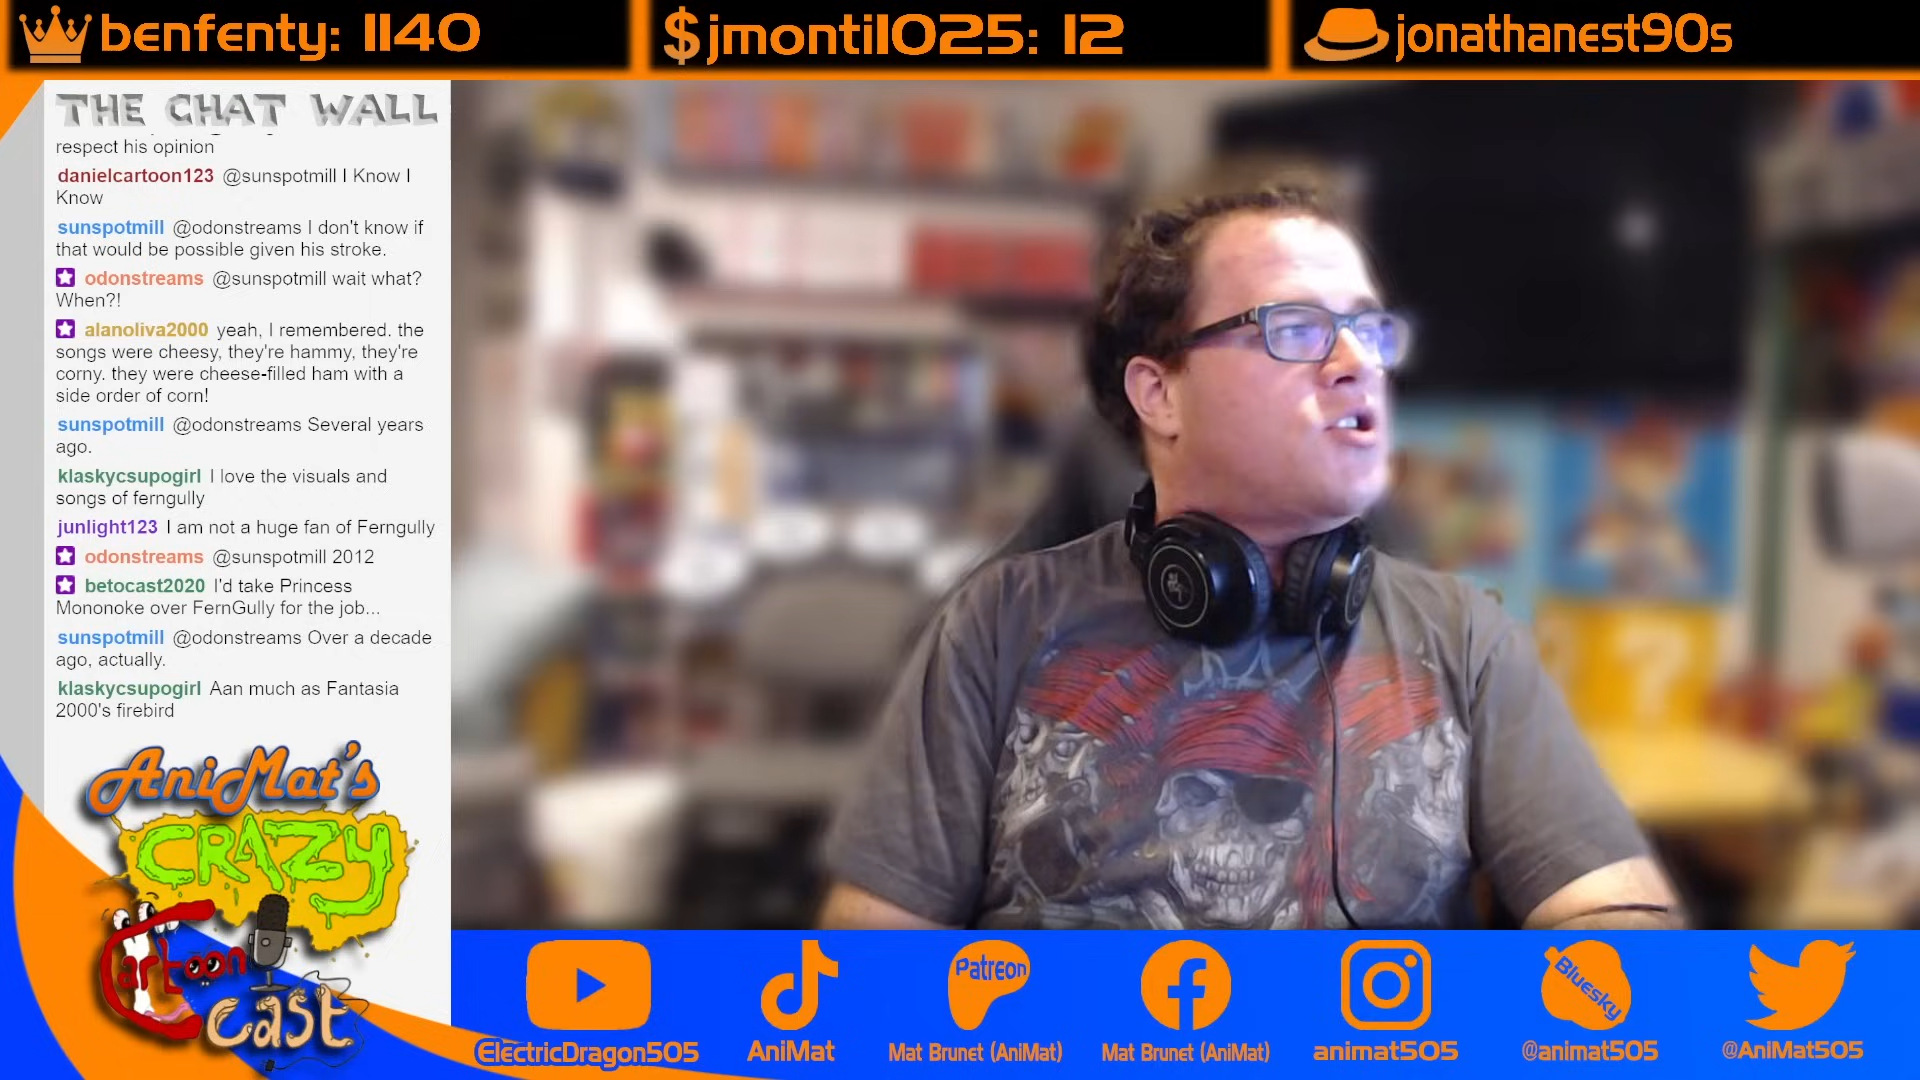 benfenty: 1140
$jmonti1025: 12
jonathanest90s
THE CHAT WALL
respect his opinion
danielcartoon123 @sunspotmill I Know I
Know
sunspotmill @odonstreams I don't know if
that would be possible given his stroke.
odonstreams @sunspotmill wait what?
When?!
alanoliva2000 yeah, I remembered. the
songs were cheesy, they're hammy, they're
corny. they were cheese-filled ham with a
side order of corn!
sunspotmill @odonstreams Several years
ago.
klaskycsupogirl I love the visuals and
songs of ferngully
junlight123 I am not a huge fan of Ferngully
odonstreams @sunspotmill 2012
betocast2020 I'd take Princess
Mononoke over FernGully for the job...
sunspotmill @odonstreams Over a decade
ago, actually.
klaskycsupogirl Aan much as Fantasia
2000's firebird
AniMat's
CRAZY
Cartoon
cast
Patreon
Bluesky
ElectricDragon505
AniMat
Mat Brunet (AniMat)
Mat Brunet (AniMat)
animat505
@animat505
@AniMat505